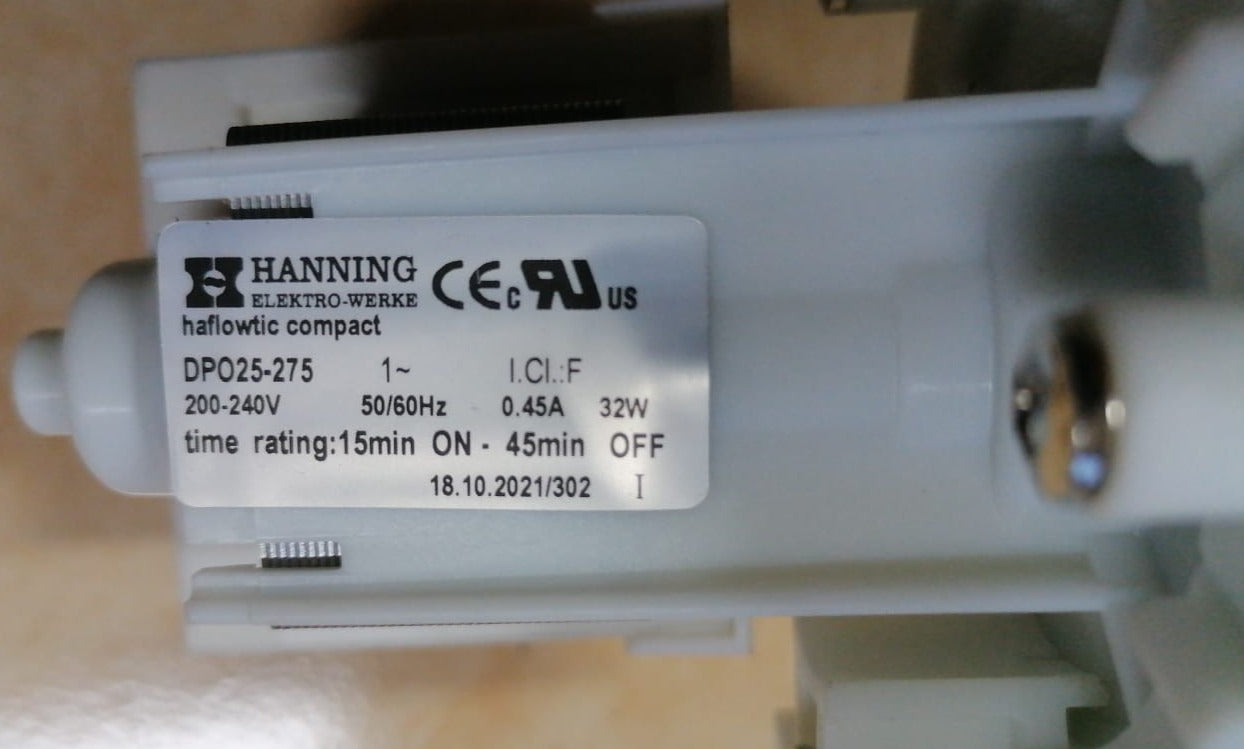 HANNING
ELEKTRO-WERKE
CE c RU US
haflowtic compact
DPO25-275 1~ I.Cl.:F
200-240V 50/60Hz 0.45A 32W
time rating:15min ON - 45min OFF
18.10.2021/302 I